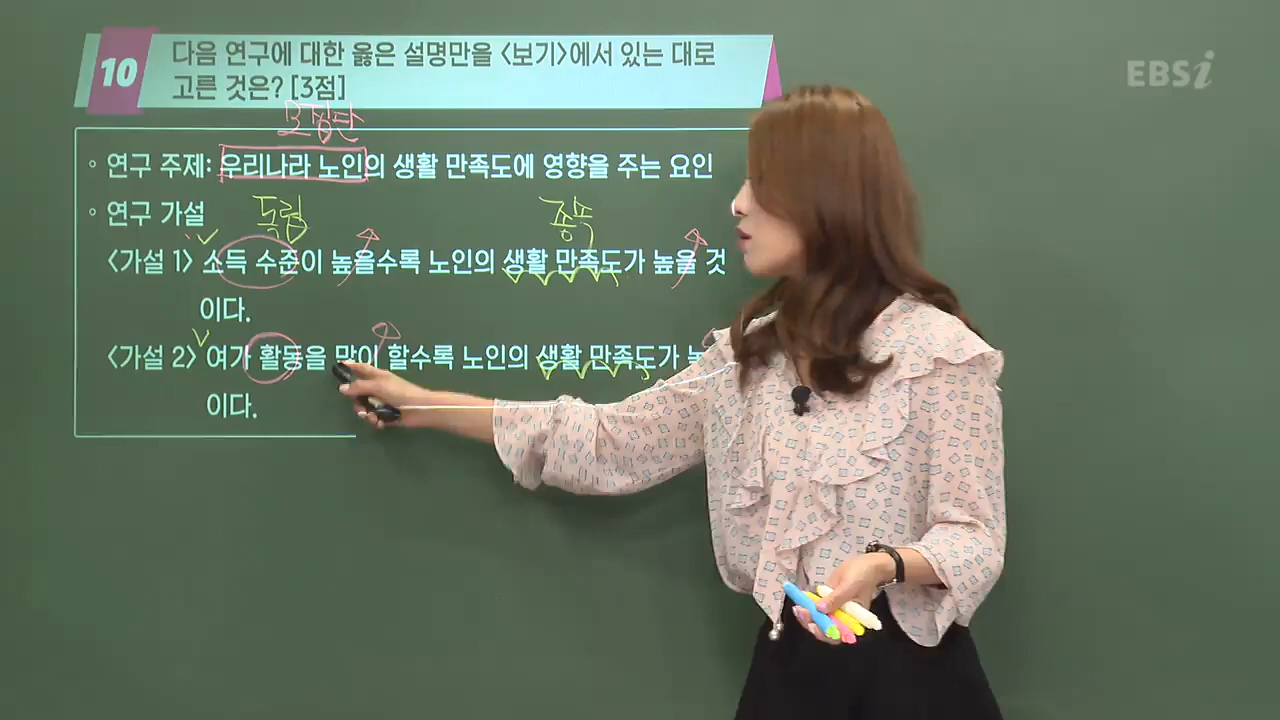 10 다음 연구에 대한 옳은 설명만을 <보기>에서 있는 대로
고른 것은? [3점]
EBSi
모집단
◦ 연구 주제: 우리나라 노인의 생활 만족도에 영향을 주는 요인
◦ 연구 가설
독립 종속
<가설 1> 소득 수준이 높을수록 노인의 생활 만족도가 높을 것
이다.
<가설 2> 여가 활동을 많이 할수록 노인의 생활 만족도가
이다.